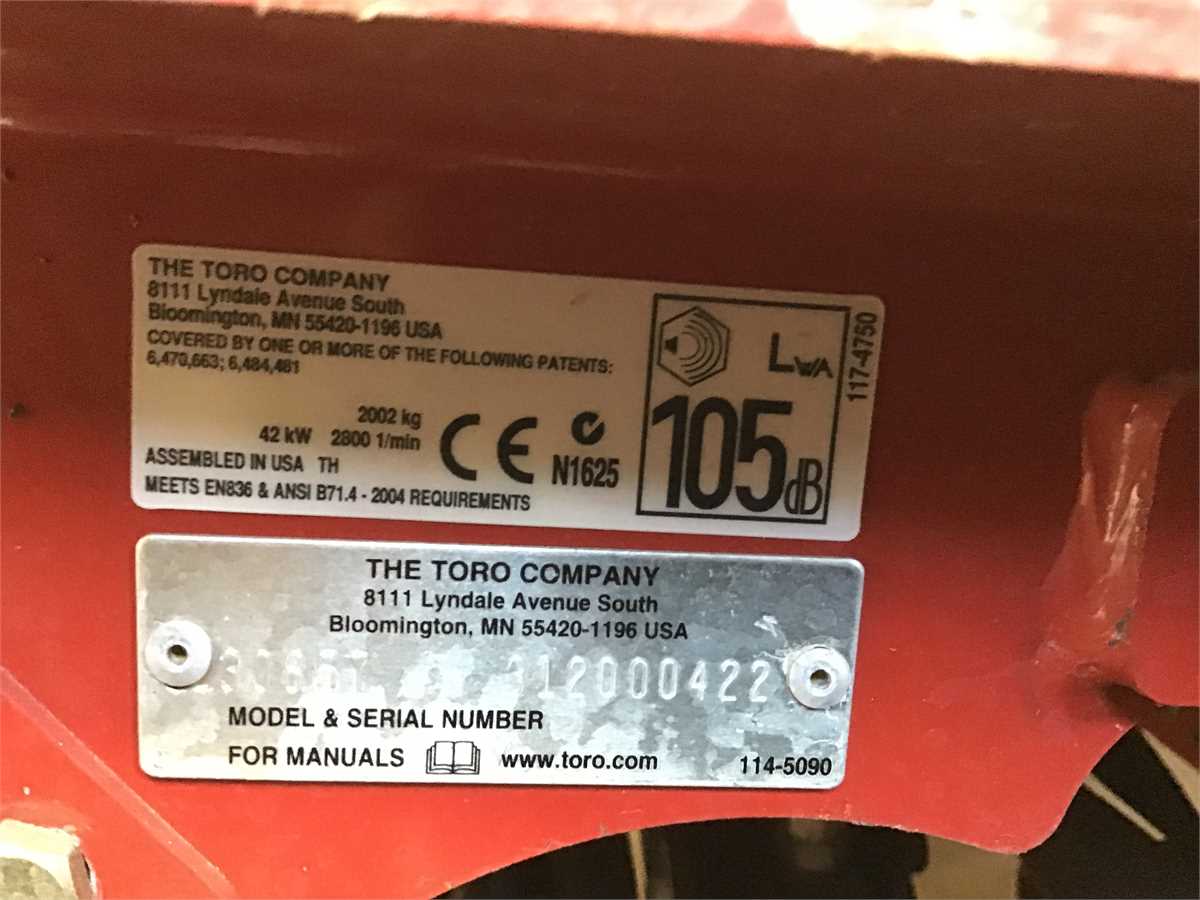 THE TORO COMPANY
8111 Lyndale Avenue South
Bloomington, MN 55420-1196 USA
COVERED BY ONE OR MORE OF THE FOLLOWING PATENTS:
6,470,663; 6,484,481
2002 kg
42 kW 2800 1/min
ASSEMBLED IN USA TH
MEETS EN836 & ANSI B71.4 - 2004 REQUIREMENTS
CE
N1625
LWA
105 dB
117-4750
THE TORO COMPANY
8111 Lyndale Avenue South
Bloomington, MN 55420-1196 USA
312000422
MODEL & SERIAL NUMBER
FOR MANUALS www.toro.com
114-5090